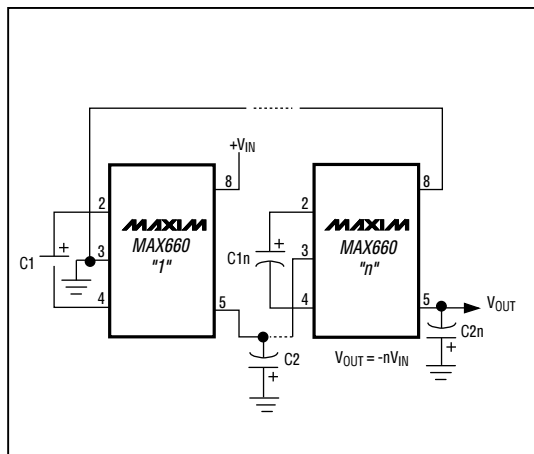 +VIN
8
2
MAXIM
MAX660
"1"
3
4
5
C1
+
C2
+
8
2
MAXIM
MAX660
"n"
3
4
5
C1n
+
VOUT
C2n
+
VOUT = -nVIN